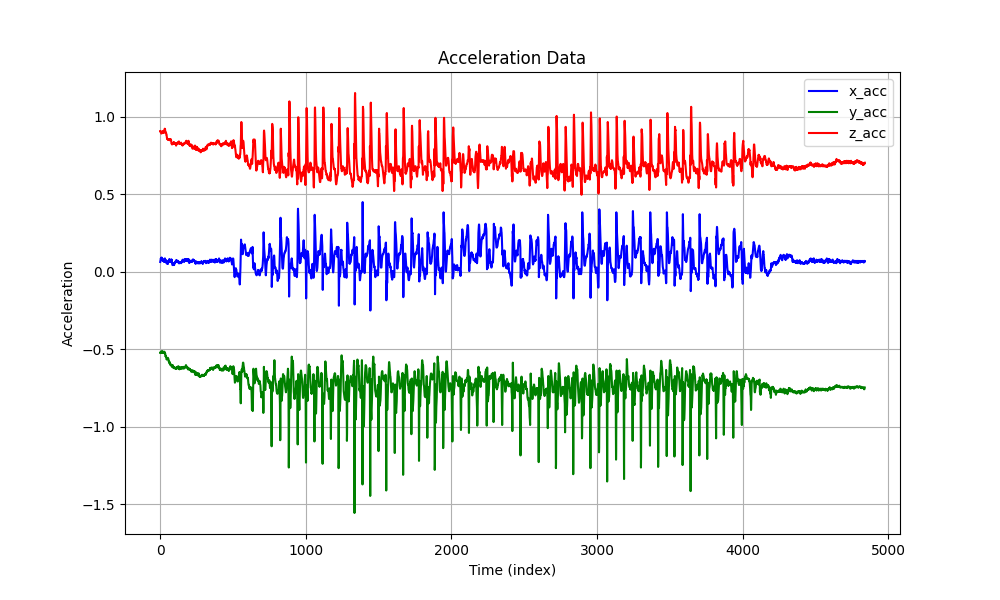 Acceleration Data
x_acc
y_acc
z_acc
1.0
0.5
0.0
−0.5
−1.0
−1.5
Acceleration
0 1000 2000 3000 4000 5000
Time (index)